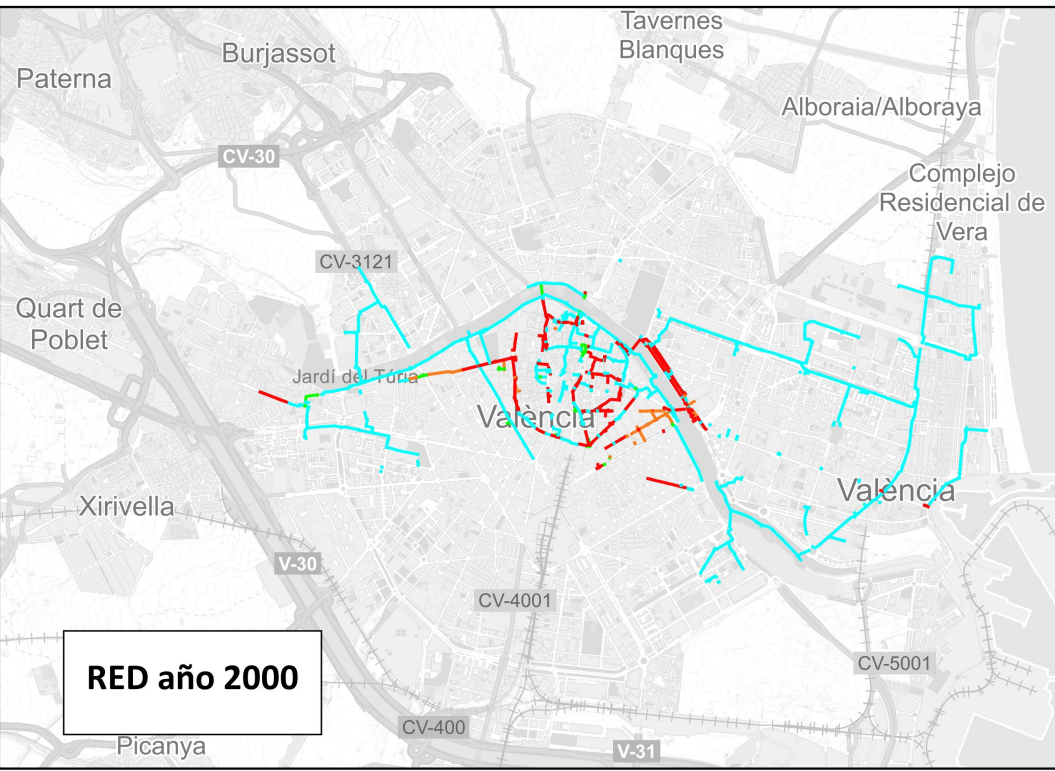 Tavernes
Blanques
Burjassot
Paterna
Alboraia/Alboraya
CV-30
Complejo
Residencial de
Vera
CV-3121
Quart de
Poblet
Jardí del Túria
València
València
Xirivella
V-30
CV-4001
RED año 2000
CV-5001
CV-400
Picanya
V-31